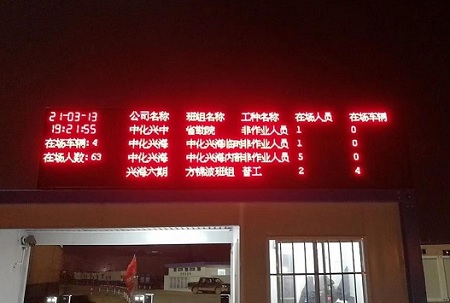 21-03-13 公司名称 班组名称 工种名称 在场人员 在场车辆
19:21:55 中化兴中 省勘院 非作业人员 1 0
在场车辆:4 中化兴海 中化兴海临时 非作业人员 1 0
在场人数:63 中化兴海 中化兴海内部 非作业人员 5 0
兴海六期 方锦波班组 普工 2 4